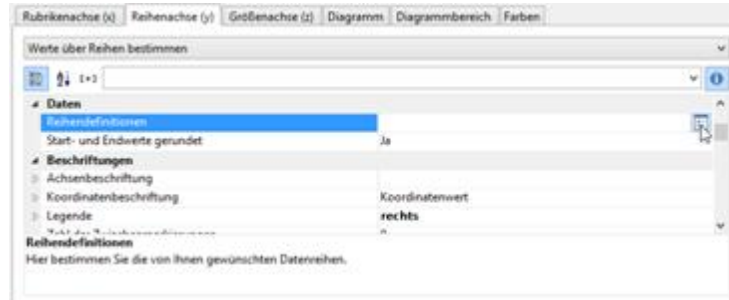 Rubrikenachse (x) Reihenachse (y) Größenachse (z) Diagramm Diagrammbereich Farben
Werte über Reihen bestimmen
Daten
Reihendefinitionen
Start- und Endwerte gerundet Ja
Beschriftungen
Achsenbeschriftung
Koordinatenbeschriftung Koordinatenwert
Legende rechts
Reihendefinitionen
Hier bestimmen Sie die von Ihnen gewünschten Datenreihen.